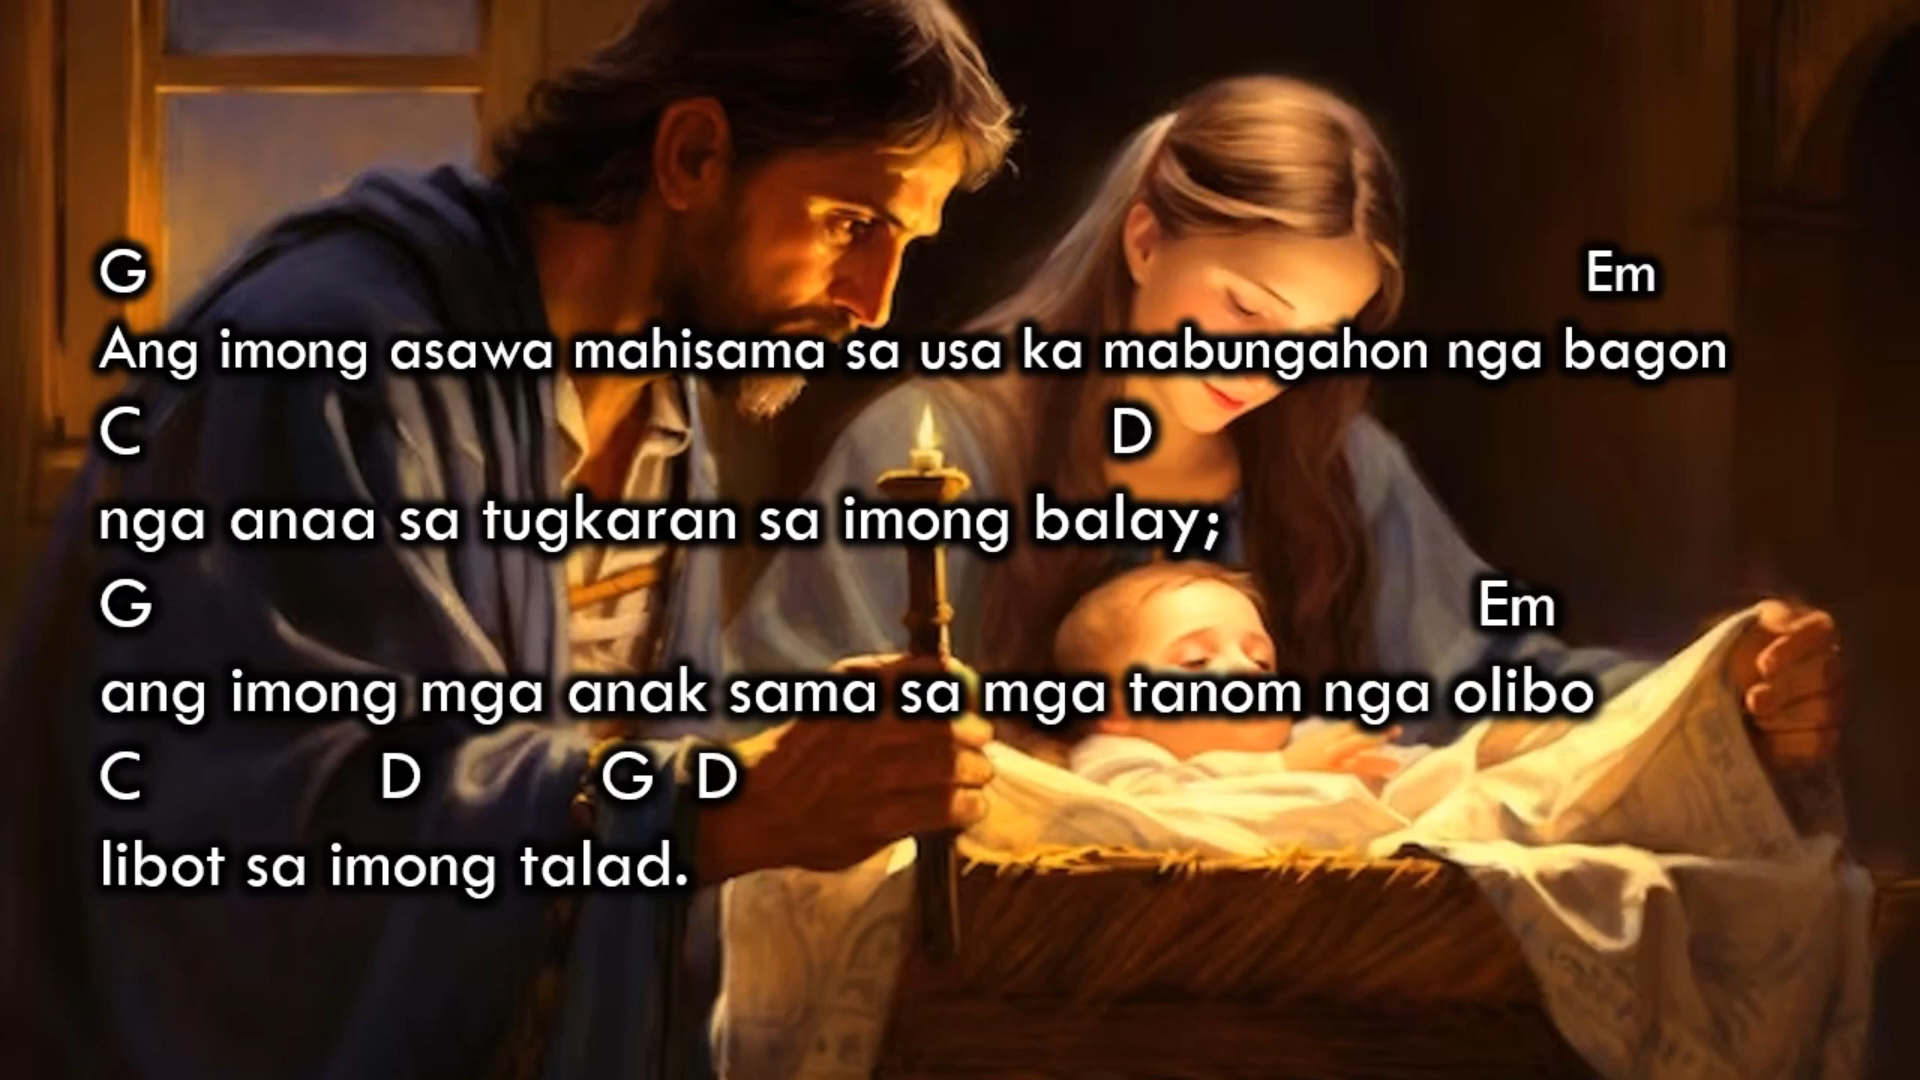 G Em
Ang imong asawa mahisama sa usa ka mabungahon nga bagon
C D
nga anaa sa tugkaran sa imong balay;
G Em
ang imong mga anak sama sa mga tanom nga olibo
C D G D
libot sa imong talad.